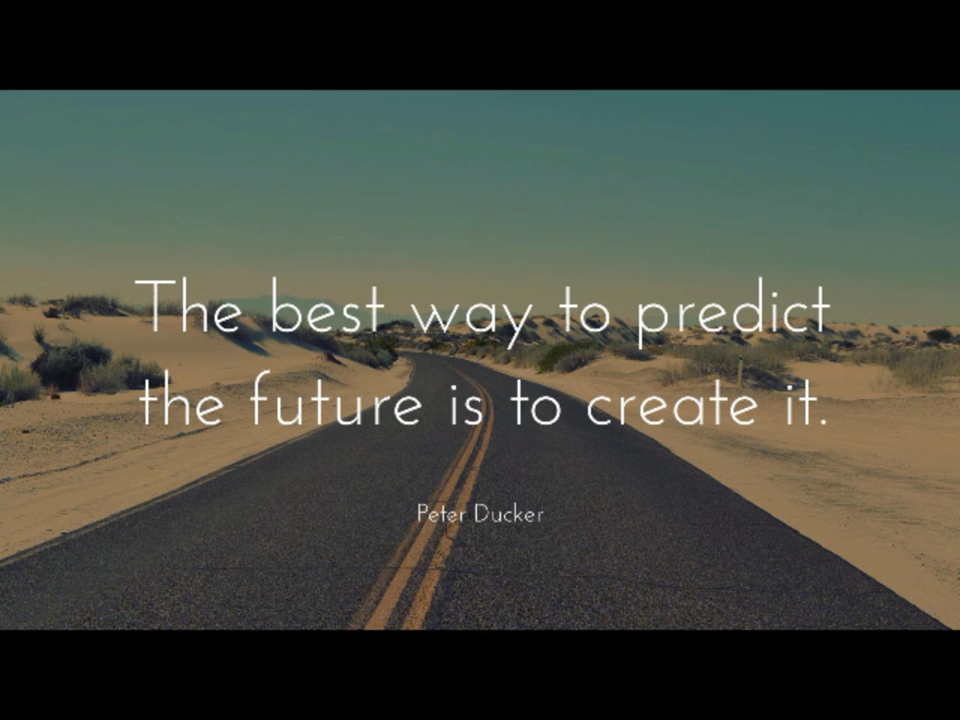 The best way to predict
the future is to create it.
Peter Ducker